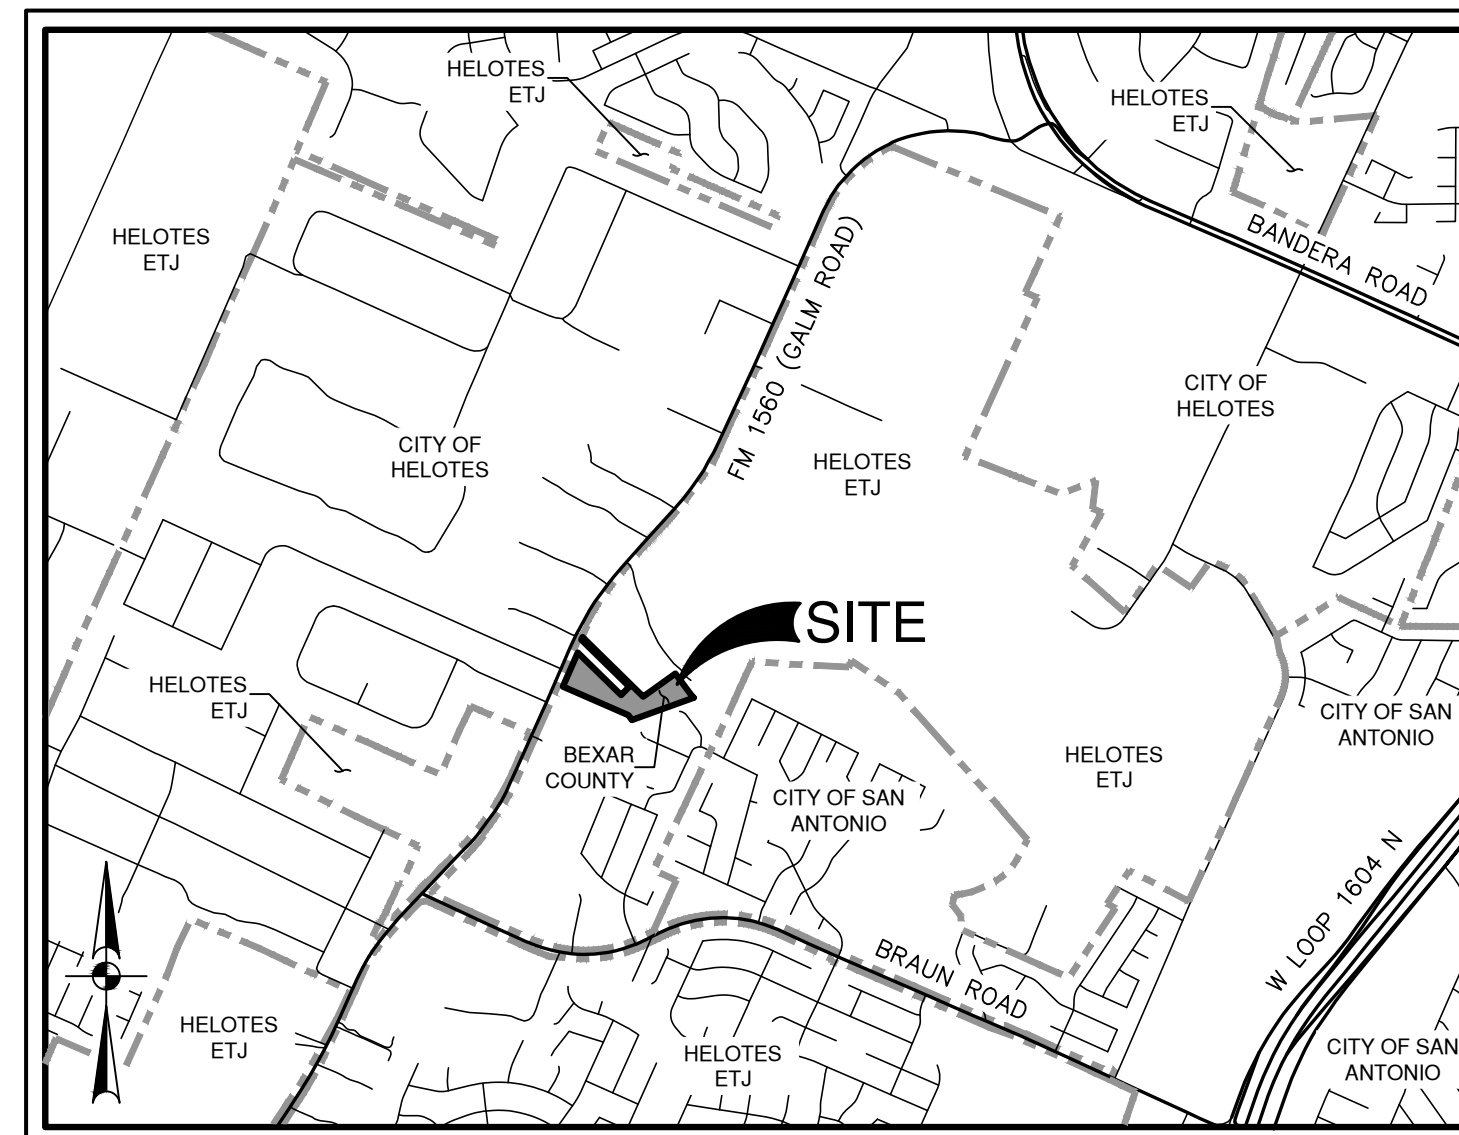 HELOTES
ETJ
HELOTES
ETJ
HELOTES
ETJ
BANDERA ROAD
FM 1560 (GALM ROAD)
CITY OF
HELOTES
CITY OF
HELOTES
HELOTES
ETJ
SITE
HELOTES
ETJ
CITY OF SAN
ANTONIO
BEXAR
COUNTY
HELOTES
ETJ
CITY OF SAN
ANTONIO
W LOOP 1604 N
BRAUN ROAD
HELOTES
ETJ
HELOTES
ETJ
CITY OF SAN
ANTONIO